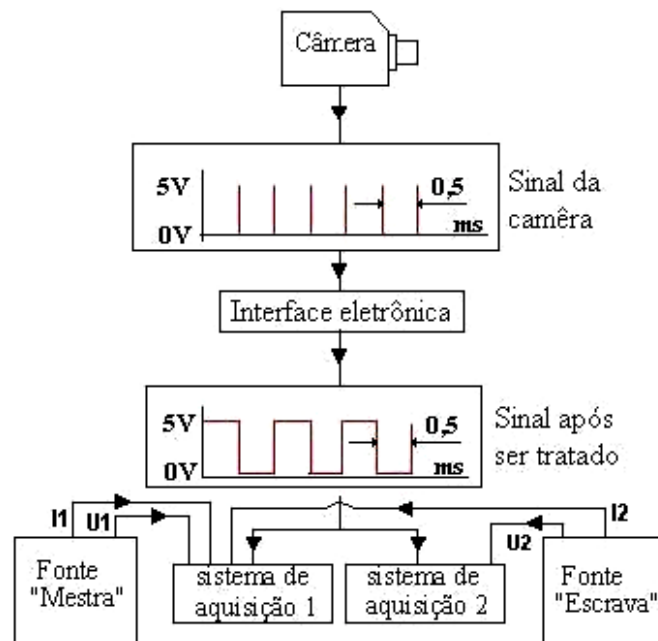 Câmera
5V
0,5
0V
ms
Sinal da
camêra
Interface eletrônica
5V
0,5
0V
ms
Sinal após
ser tratado
I1
U1
I2
U2
Fonte
"Mestra"
sistema de
aquisição 1
sistema de
aquisição 2
Fonte
"Escrava"